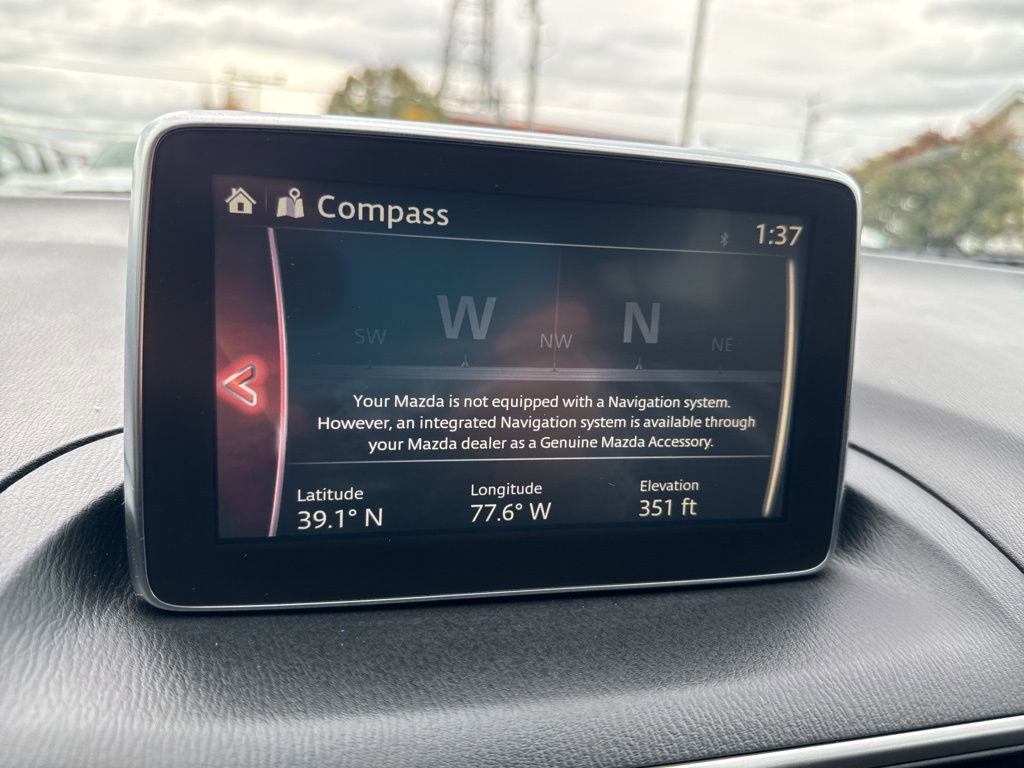 Compass
1:37
SW W NW N NE
Your Mazda is not equipped with a Navigation system.
However, an integrated Navigation system is available through
your Mazda dealer as a Genuine Mazda Accessory.
Latitude Longitude Elevation
39.1° N 77.6° W 351 ft